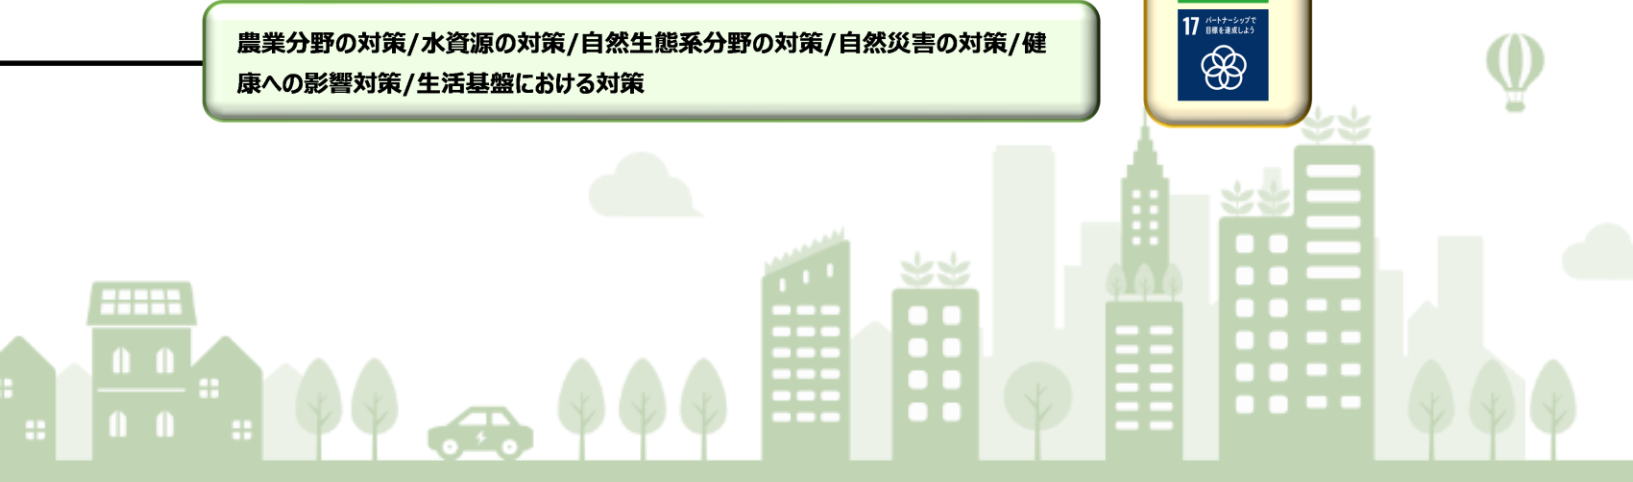 農業分野の対策/水資源の対策/自然生態系分野の対策/自然災害の対策/健
康への影響対策/生活基盤における対策
17 パートナーシップで
目標を達成しよう